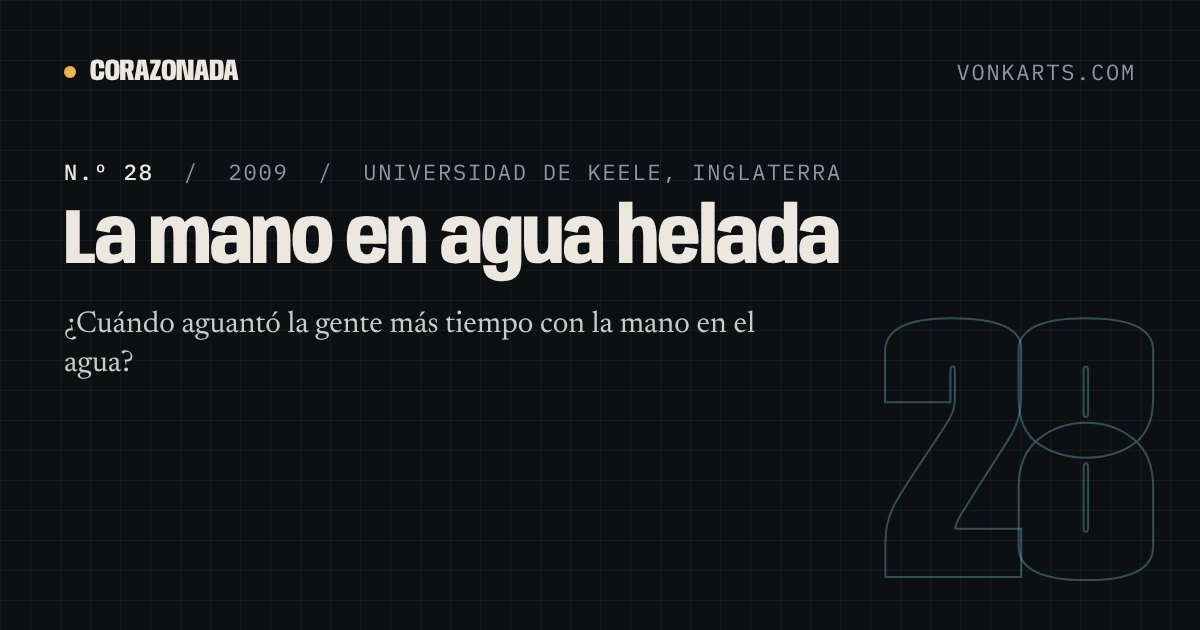 CORAZONADA
VONKARTS.COM
N.º 28 / 2009 / UNIVERSIDAD DE KEELE, INGLATERRA
La mano en agua helada
¿Cuándo aguantó la gente más tiempo con la mano en el
agua?
28